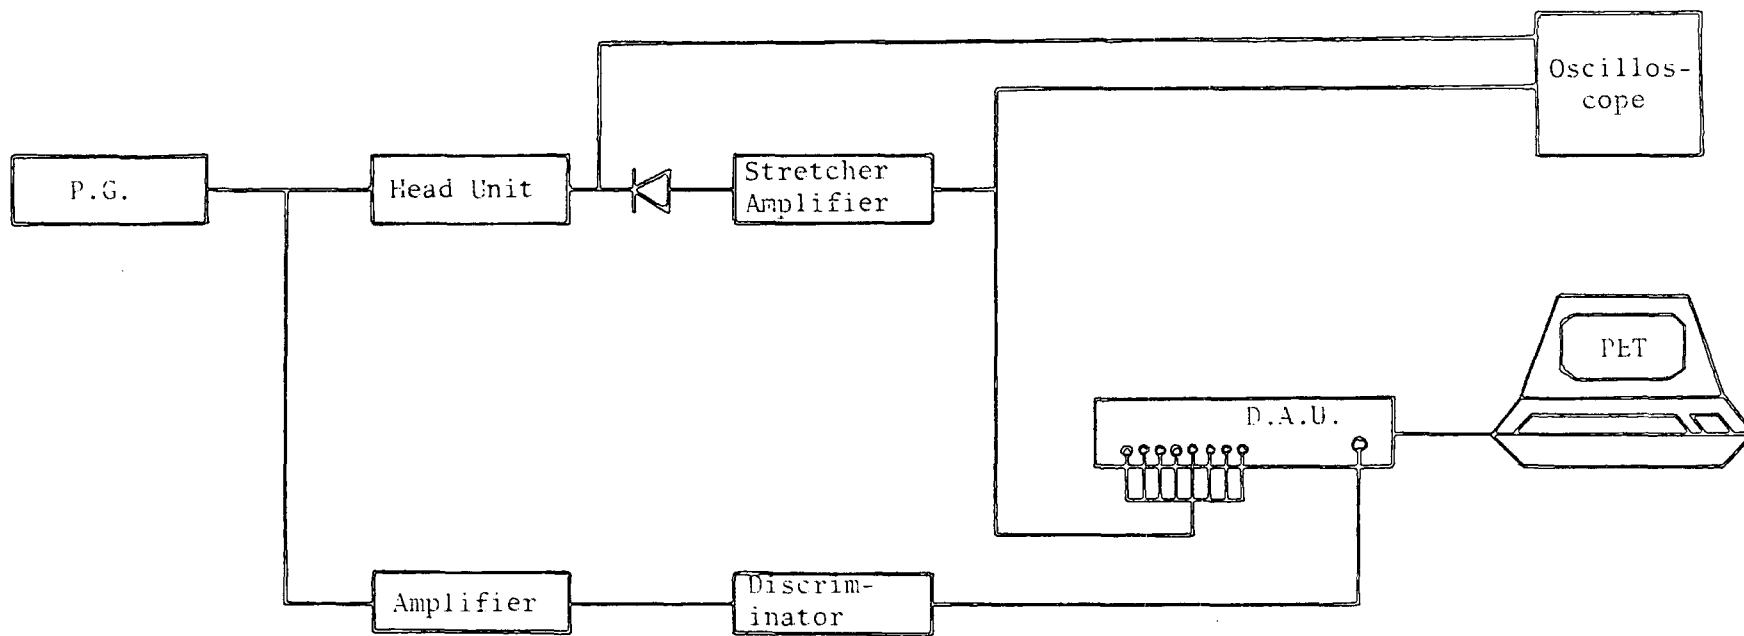 Oscillos-
cope
P.G.
Head Unit
Stretcher
Amplifier
PET
D.A.U.
Amplifier
Discrim-
inator